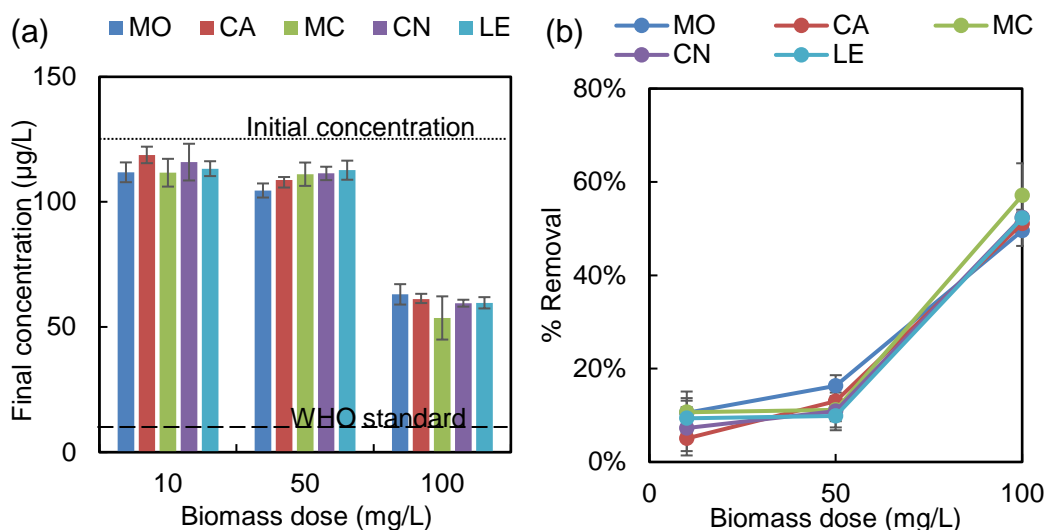 (a)
MO CA MC CN LE
Final concentration (µg/L)
150
100
50
0
Initial concentration
WHO standard
10 50 100
Biomass dose (mg/L)
(b)
MO CA MC
CN LE
% Removal
80%
60%
40%
20%
0%
0 50 100
Biomass dose (mg/L)